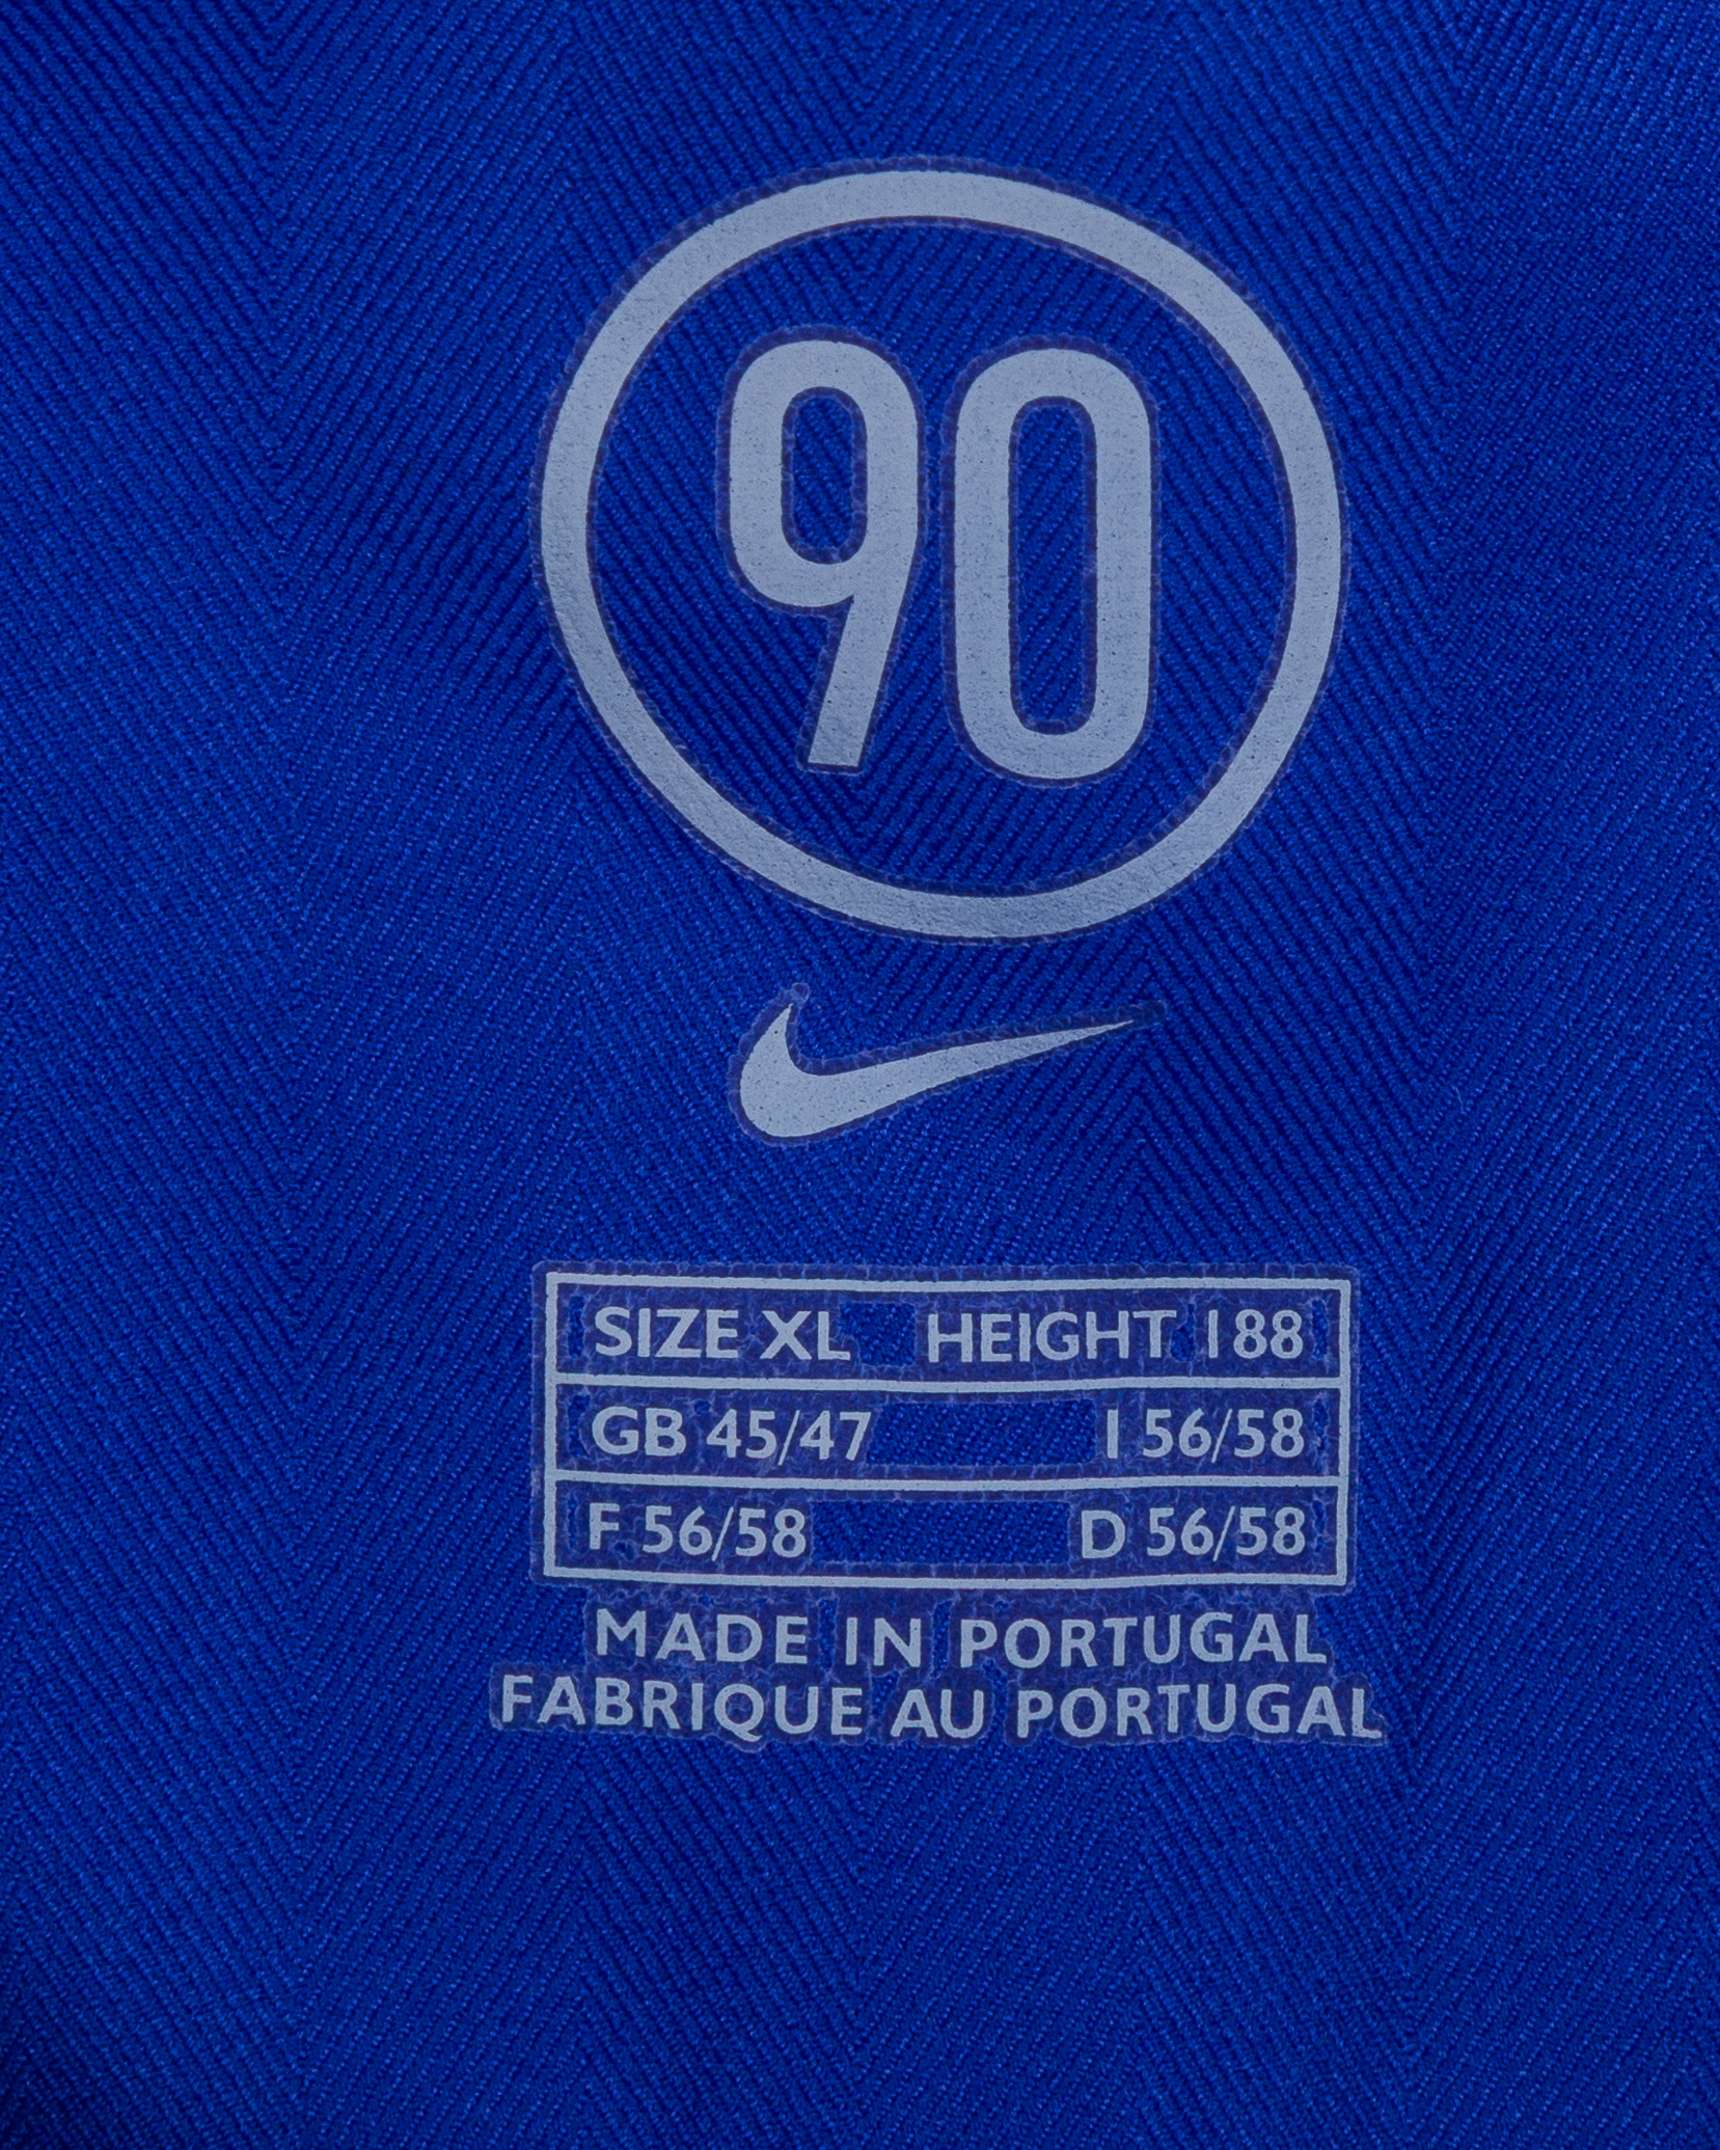 90
SIZE XL HEIGHT 188
GB 45/47 I 56/58
F 56/58 D 56/58
MADE IN PORTUGAL
FABRIQUE AU PORTUGAL